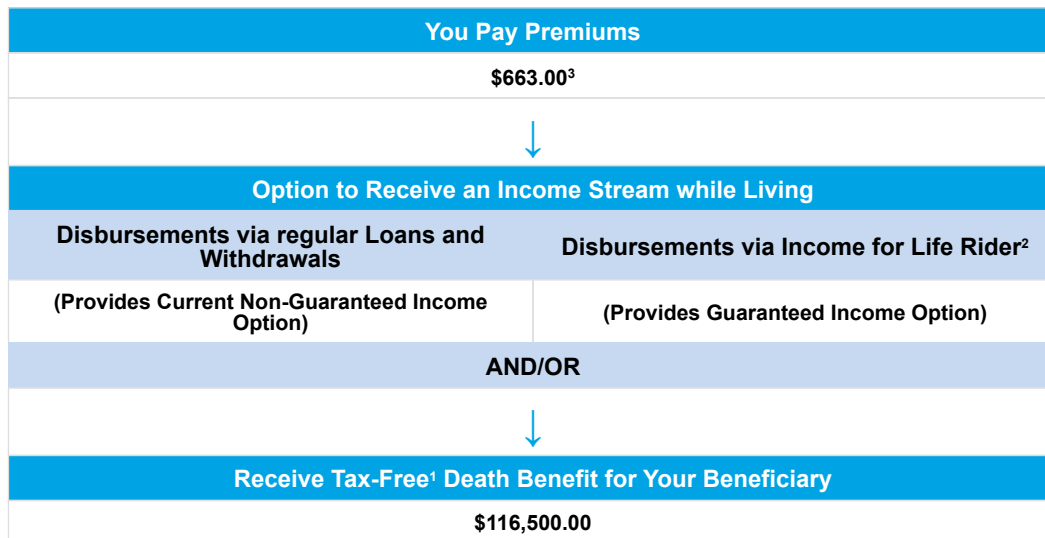 You Pay Premiums
$663.00³
↓
Option to Receive an Income Stream while Living
Disbursements via regular Loans and
Withdrawals
Disbursements via Income for Life Rider²
(Provides Current Non-Guaranteed Income
Option)
(Provides Guaranteed Income Option)
AND/OR
↓
Receive Tax-Free¹ Death Benefit for Your Beneficiary
$116,500.00